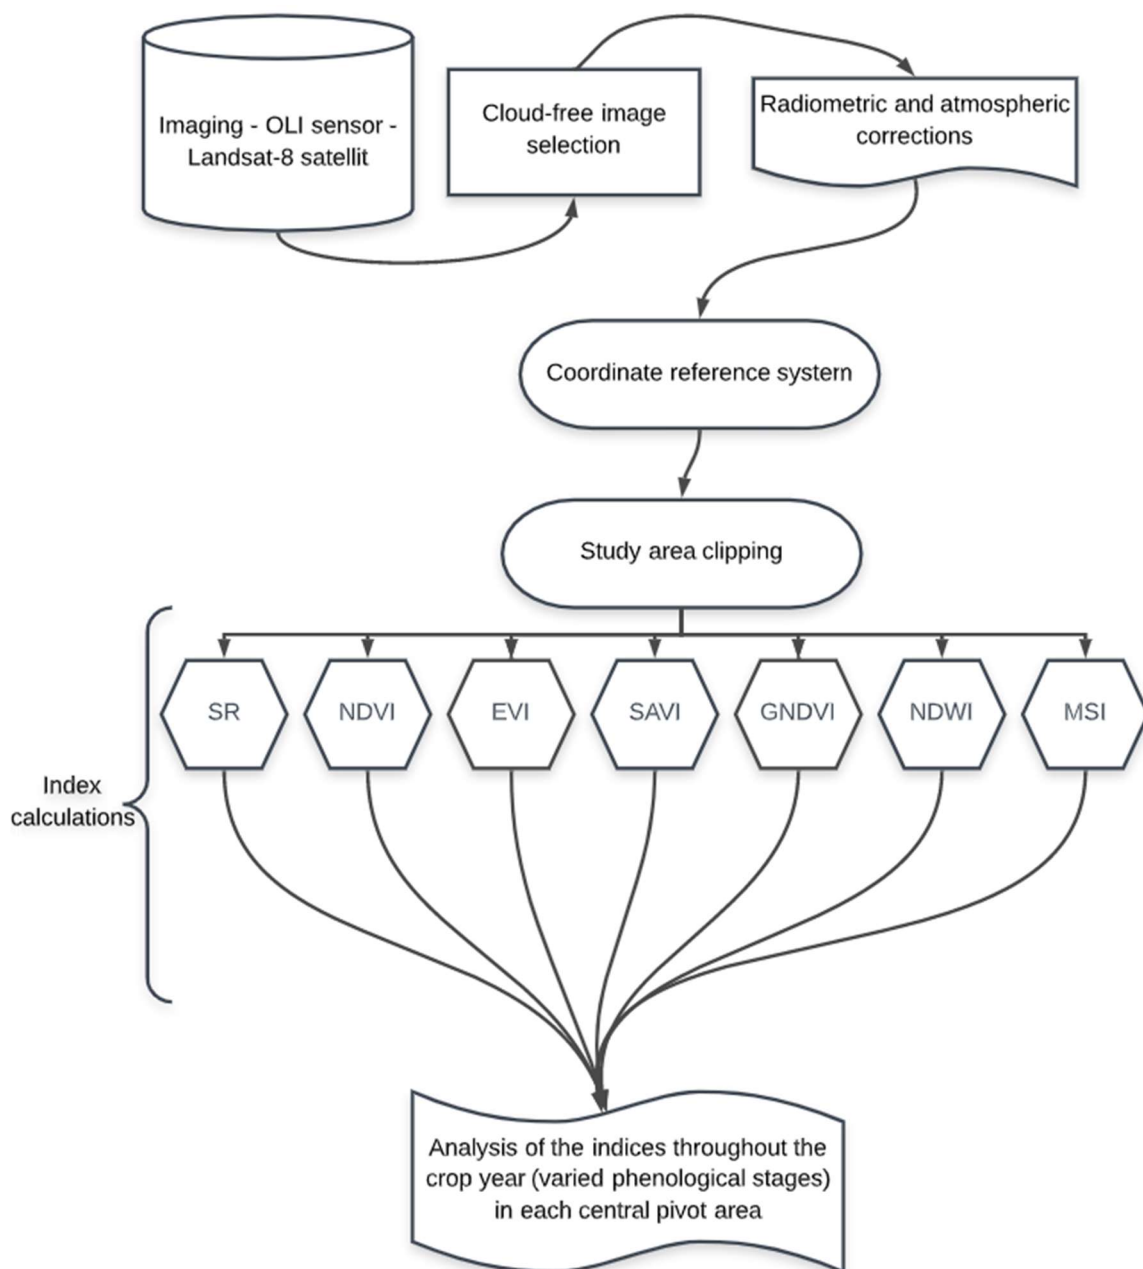 Imaging - OLI sensor -
Landsat-8 satellit
Cloud-free image
selection
Radiometric and atmospheric
corrections
Coordinate reference system
Study area clipping
SR
NDVI
EVI
SAVI
GNDVI
NDWI
MSI
Index
calculations
Analysis of the indices throughout the
crop year (varied phenological stages)
in each central pivot area